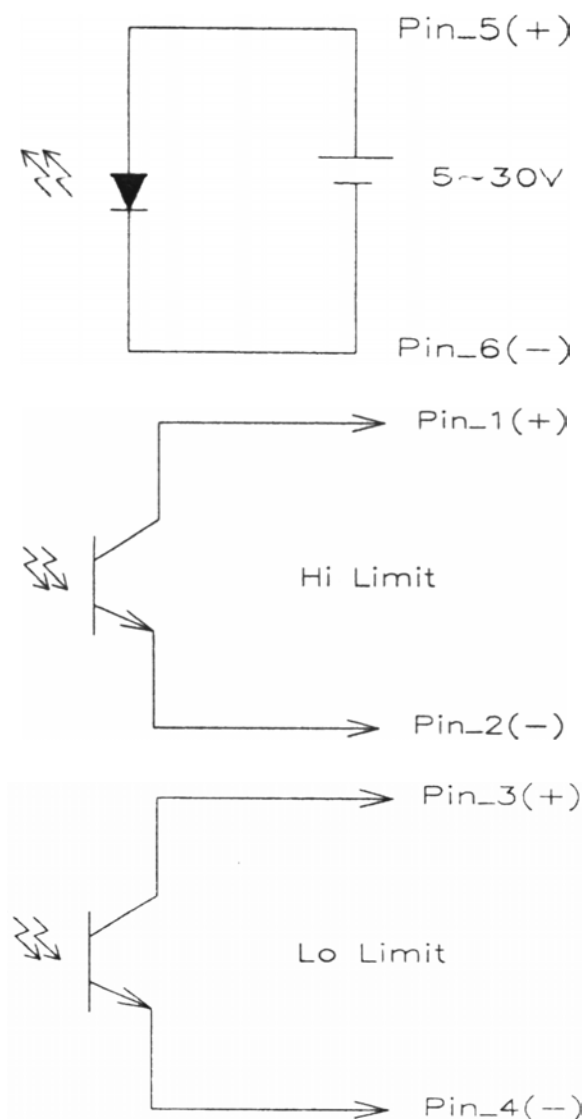 Pin_5(+)
5~30V
Pin_6(-)
Pin_1(+)
Hi Limit
Pin_2(-)
Pin_3(+)
Lo Limit
Pin_4(-)